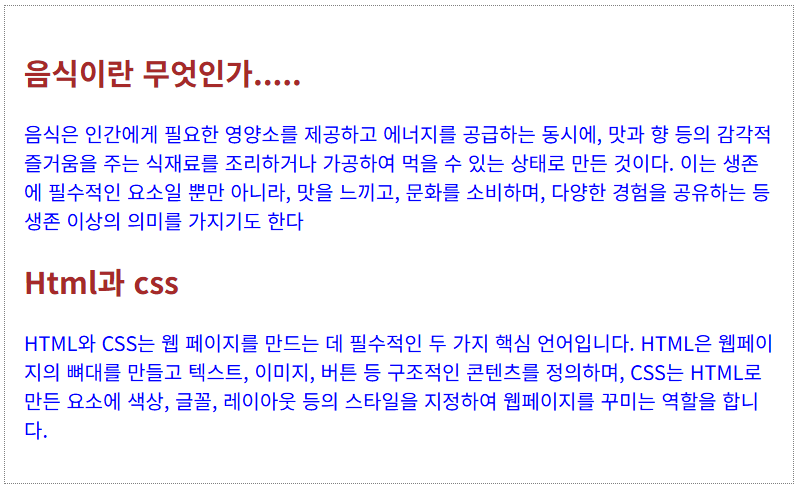 음식이란 무엇인가.....
음식은 인간에게 필요한 영양소를 제공하고 에너지를 공급하는 동시에, 맛과 향 등의 감각적
즐거움을 주는 식재료를 조리하거나 가공하여 먹을 수 있는 상태로 만든 것이다. 이는 생존
에 필수적인 요소일 뿐만 아니라, 맛을 느끼고, 문화를 소비하며, 다양한 경험을 공유하는 등
생존 이상의 의미를 가지기도 한다
Html과 css
HTML와 CSS는 웹 페이지를 만드는 데 필수적인 두 가지 핵심 언어입니다. HTML은 웹페이
지의 뼈대를 만들고 텍스트, 이미지, 버튼 등 구조적인 콘텐츠를 정의하며, CSS는 HTML로
만든 요소에 색상, 글꼴, 레이아웃 등의 스타일을 지정하여 웹페이지를 꾸미는 역할을 합니
다.